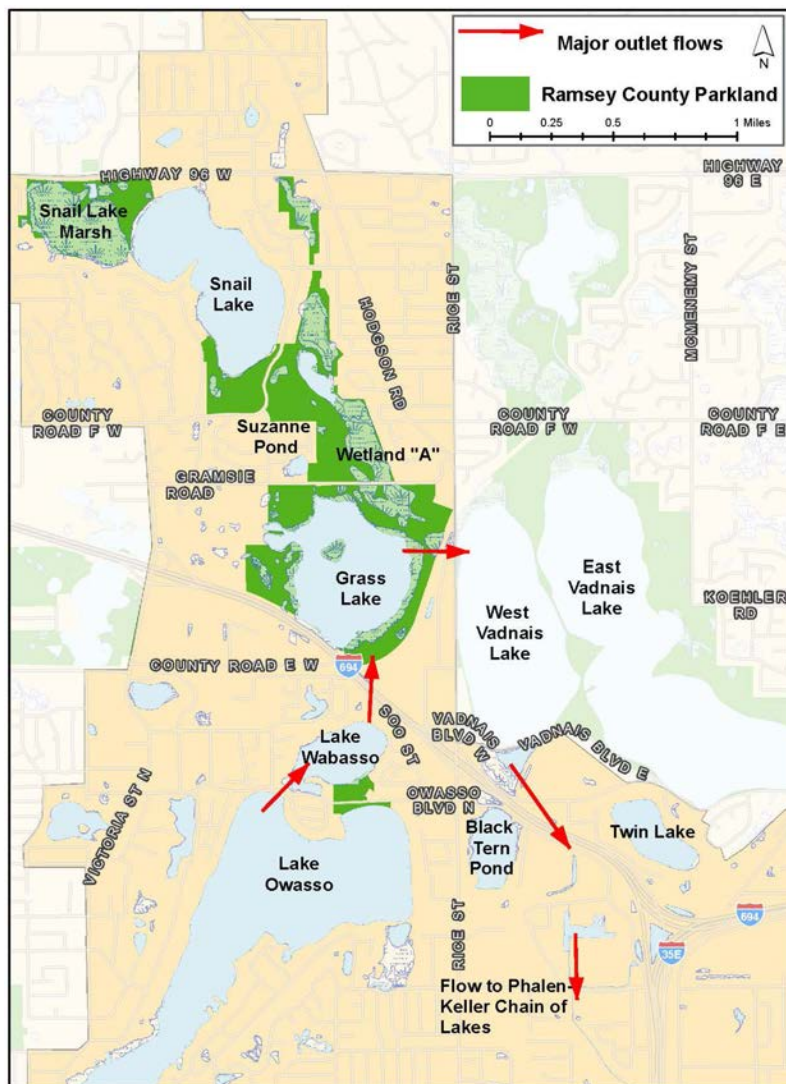 Major outlet flows
N
Ramsey County Parkland
0 0.25 0.5 1 Miles
HIGHWAY 96 W
HIGHWAY
96 E
Snail Lake
Marsh
Snail
Lake
HODGSON RD
RICE ST
MCMENEMY ST
COUNTY
ROAD F W
Suzanne
Pond
Wetland "A"
COUNTY
ROAD F W
COUNTY
ROAD F E
GRAMSIE
ROAD
Grass
Lake
East
Vadnais
Lake
West
Vadnais
Lake
KOEHLER
RD
COUNTY ROAD E W
694
SOO ST
Lake
Wabasso
VADNAIS
BLVD W
VADNAIS BLVD E
VICTORIA ST N
OWASSO
BLVD N
Black
Tern
Pond
Twin Lake
Lake
Owasso
RICE ST
694
35E
Flow to Phalen-
Keller Chain of
Lakes